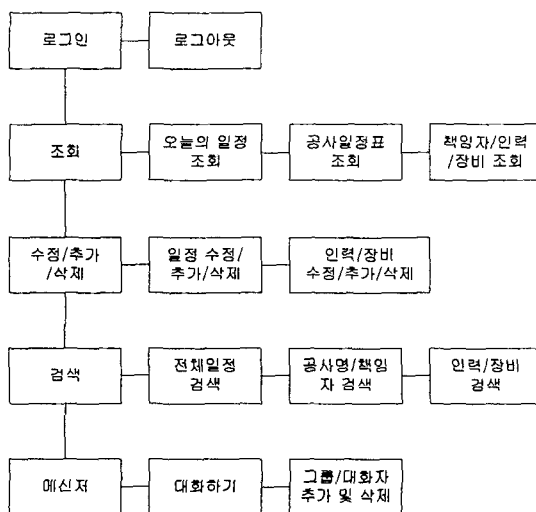 로그인
로그아웃
조회
오늘의 일정
조회
공사일정표
조회
책임자/인력
/장비 조회
수정/추가
/삭제
일정 수정/
추가/삭제
인력/장비
수정/추가/삭제
검색
전체일정
검색
공사명/책임
자 검색
인력/장비
검색
메신저
대화하기
그룹/대화자
추가 및 삭제